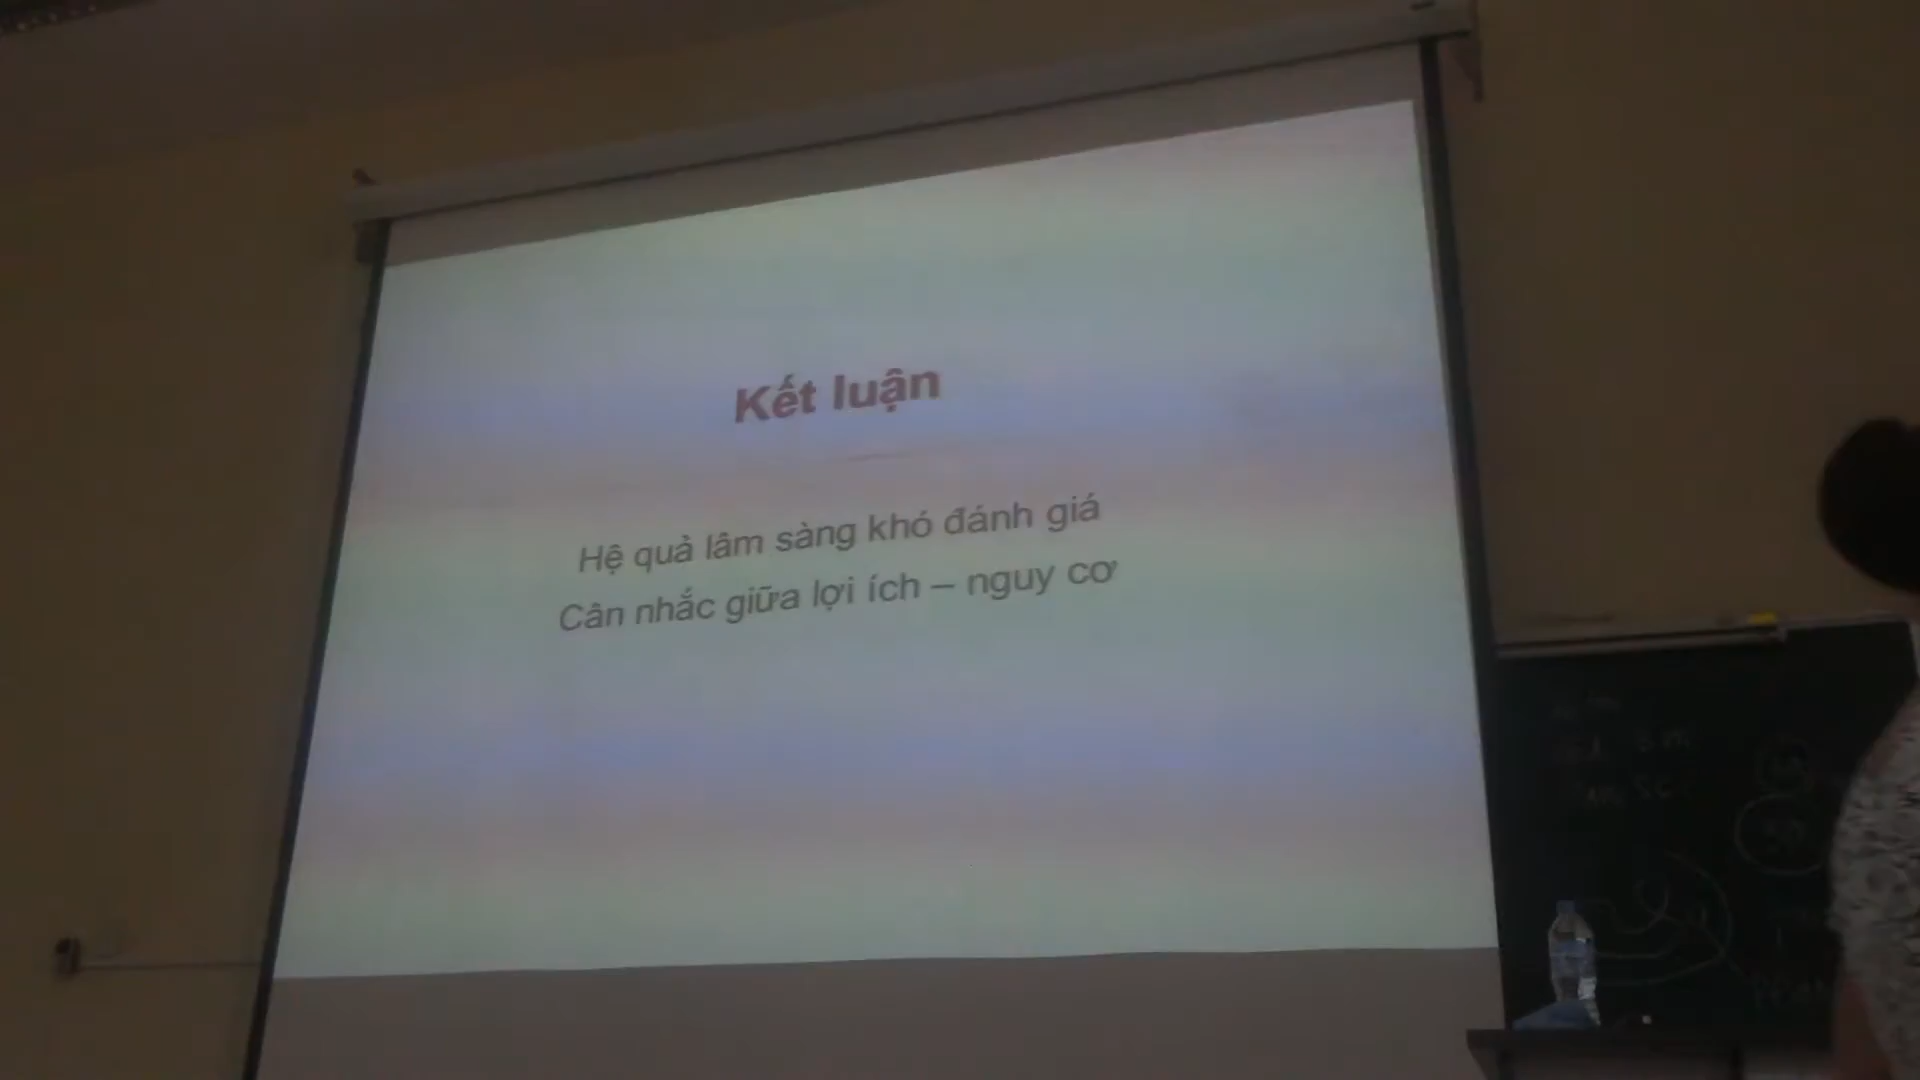 Kết luận
Hệ quả lâm sàng khó đánh giá
Cân nhắc giữa lợi ích – nguy cơ